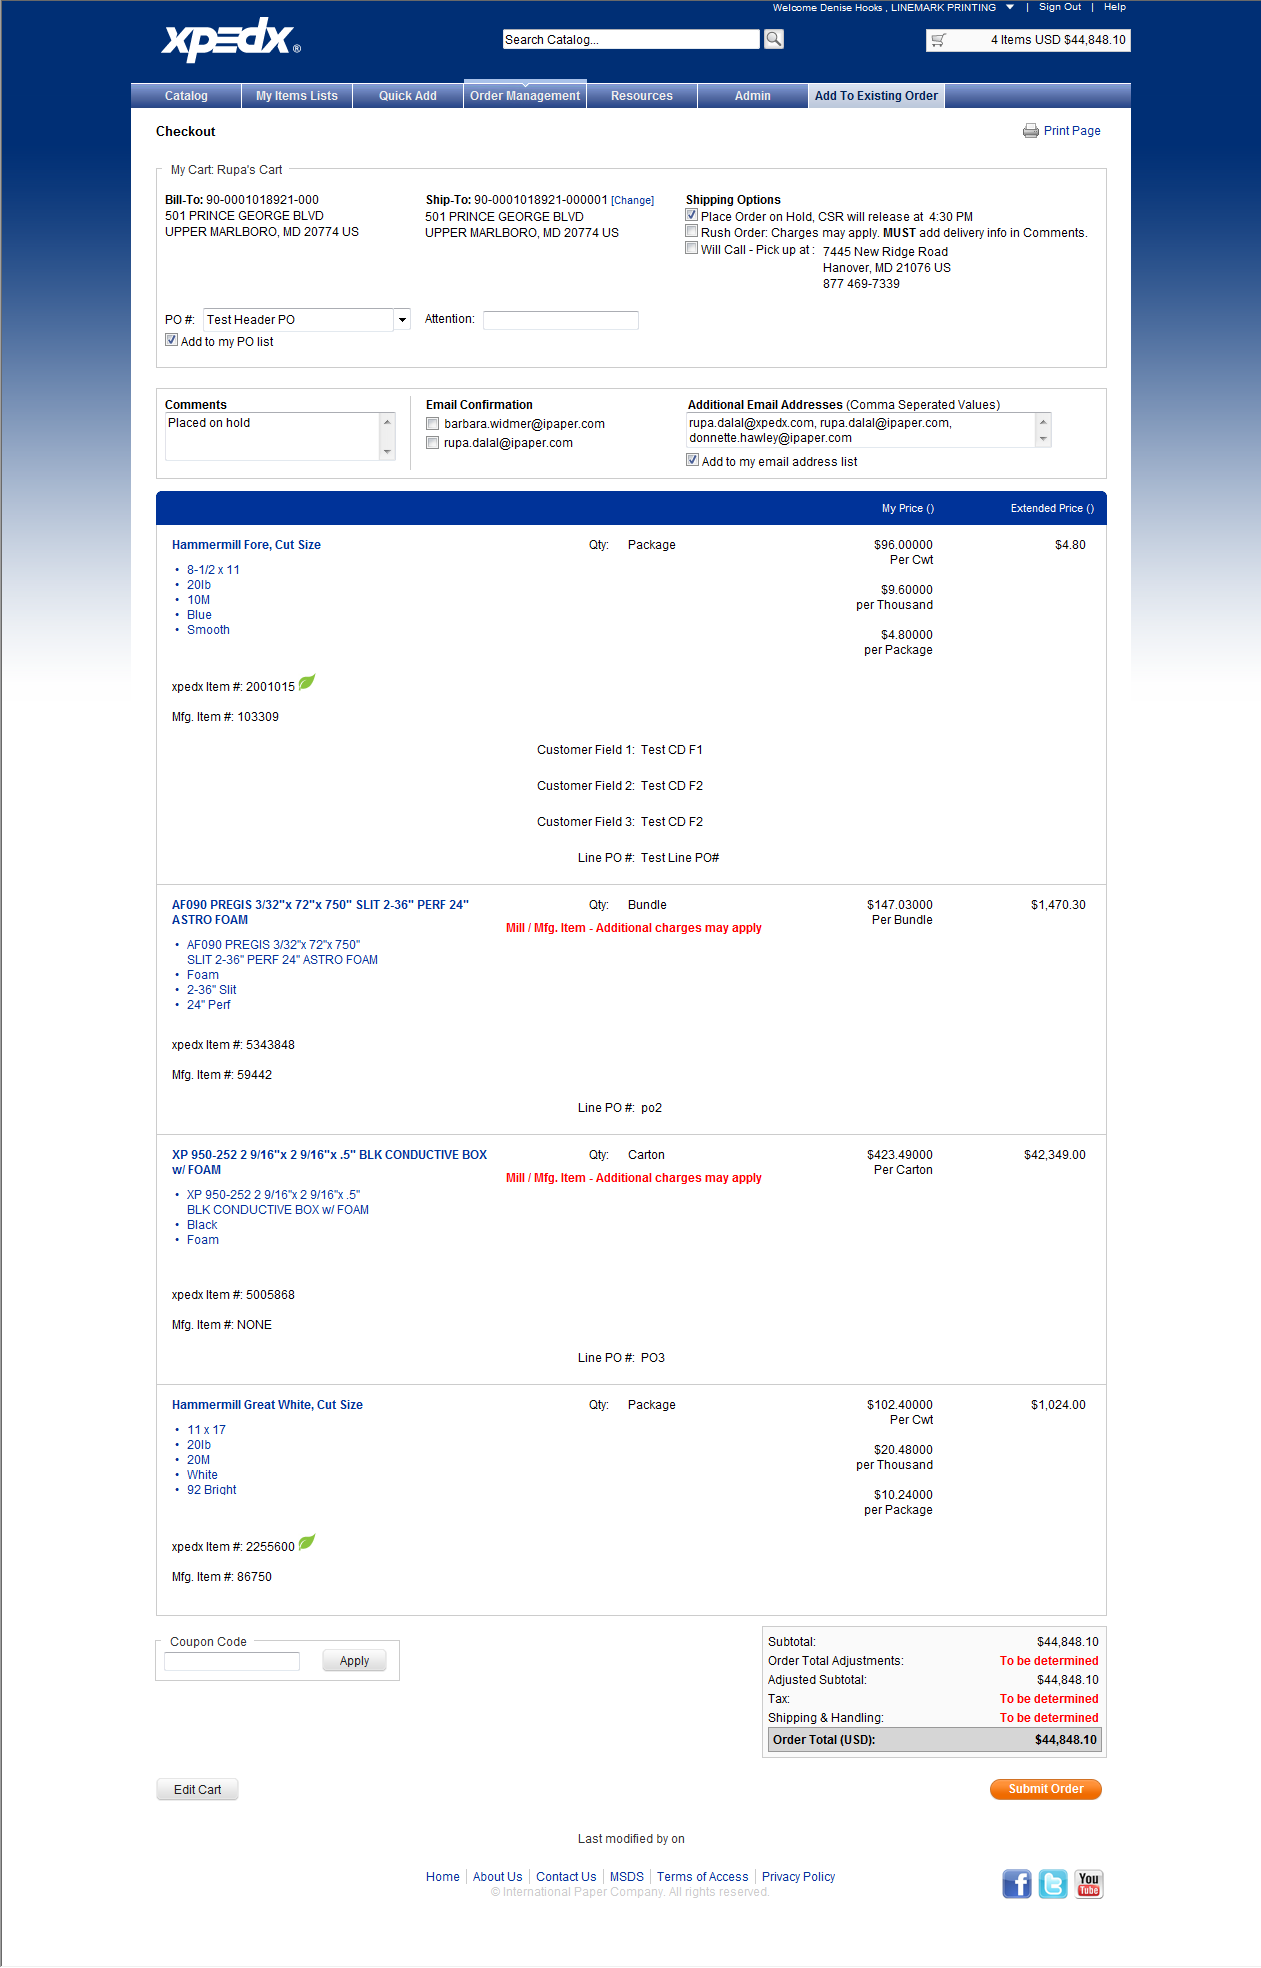 Welcome Denise Hooks , LINEMARK PRINTING | Sign Out | Help
xpedx®
Search Catalog...
4 Items USD $44,848.10
Catalog
My Items Lists
Quick Add
Order Management
Resources
Admin
Add To Existing Order
Checkout
Print Page
My Cart: Rupa's Cart
Bill-To: 90-0001018921-000
501 PRINCE GEORGE BLVD
UPPER MARLBORO, MD 20774 US
Ship-To: 90-0001018921-000001 [Change]
501 PRINCE GEORGE BLVD
UPPER MARLBORO, MD 20774 US
Shipping Options
Place Order on Hold, CSR will release at 4:30 PM
Rush Order: Charges may apply. MUST add delivery info in Comments.
Will Call - Pick up at : 7445 New Ridge Road
Hanover, MD 21076 US
877 469-7339
PO #: Test Header PO
Attention:
Add to my PO list
Comments
Placed on hold
Email Confirmation
barbara.widmer@ipaper.com
rupa.dalal@ipaper.com
Additional Email Addresses (Comma Seperated Values)
rupa.dalal@xpedx.com, rupa.dalal@ipaper.com,
donnette.hawley@ipaper.com
Add to my email address list
My Price () Extended Price ()
Hammermill Fore, Cut Size Qty: Package $96.00000 $4.80
Per Cwt
• 8-1/2 x 11
• 20lb
• 10M
• Blue
• Smooth
$9.60000
per Thousand
$4.80000
per Package
xpedx Item #: 2001015
Mfg. Item #: 103309
Customer Field 1: Test CD F1
Customer Field 2: Test CD F2
Customer Field 3: Test CD F2
Line PO #: Test Line PO#
AF090 PREGIS 3/32"x 72"x 750" SLIT 2-36" PERF 24" Qty: Bundle $147.03000 $1,470.30
ASTRO FOAM Per Bundle
Mill / Mfg. Item - Additional charges may apply
• AF090 PREGIS 3/32"x 72"x 750"
SLIT 2-36" PERF 24" ASTRO FOAM
• Foam
• 2-36" Slit
• 24" Perf
xpedx Item #: 5343848
Mfg. Item #: 59442
Line PO #: po2
XP 950-252 2 9/16"x 2 9/16"x .5" BLK CONDUCTIVE BOX Qty: Carton $423.49000 $42,349.00
w/ FOAM Per Carton
Mill / Mfg. Item - Additional charges may apply
• XP 950-252 2 9/16"x 2 9/16"x .5"
BLK CONDUCTIVE BOX w/ FOAM
• Black
• Foam
xpedx Item #: 5005868
Mfg. Item #: NONE
Line PO #: PO3
Hammermill Great White, Cut Size Qty: Package $102.40000 $1,024.00
Per Cwt
• 11 x 17
• 20lb
• 20M
• White
• 92 Bright
$20.48000
per Thousand
$10.24000
per Package
xpedx Item #: 2255600
Mfg. Item #: 86750
Coupon Code
Apply
Subtotal: $44,848.10
Order Total Adjustments: To be determined
Adjusted Subtotal: $44,848.10
Tax: To be determined
Shipping & Handling: To be determined
Order Total (USD): $44,848.10
Edit Cart
Submit Order
Last modified by on
Home | About Us | Contact Us | MSDS | Terms of Access | Privacy Policy
© International Paper Company. All rights reserved.
f
t
You Tube